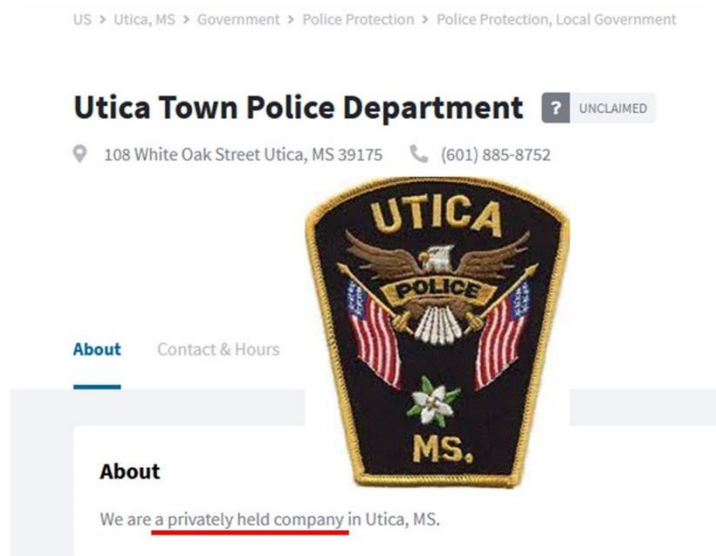 US > Utica, MS > Government > Police Protection > Police Protection, Local Government
Utica Town Police Department ? UNCLAIMED
108 White Oak Street Utica, MS 39175 (601) 885-8752
UTICA
POLICE
MS.
About Contact & Hours
About
We are a privately held company in Utica, MS.